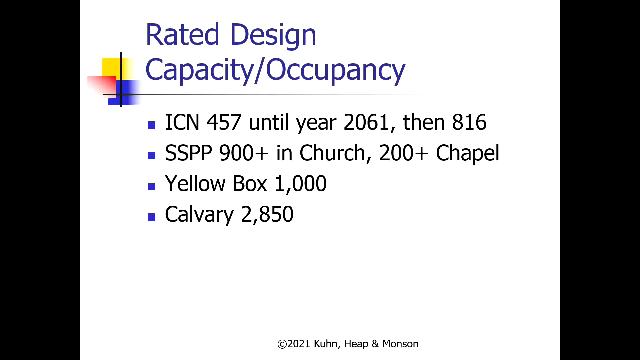 Rated Design
Capacity/Occupancy
ICN 457 until year 2061, then 816
SSPP 900+ in Church, 200+ Chapel
Yellow Box 1,000
Calvary 2,850
©2021 Kuhn, Heap & Monson